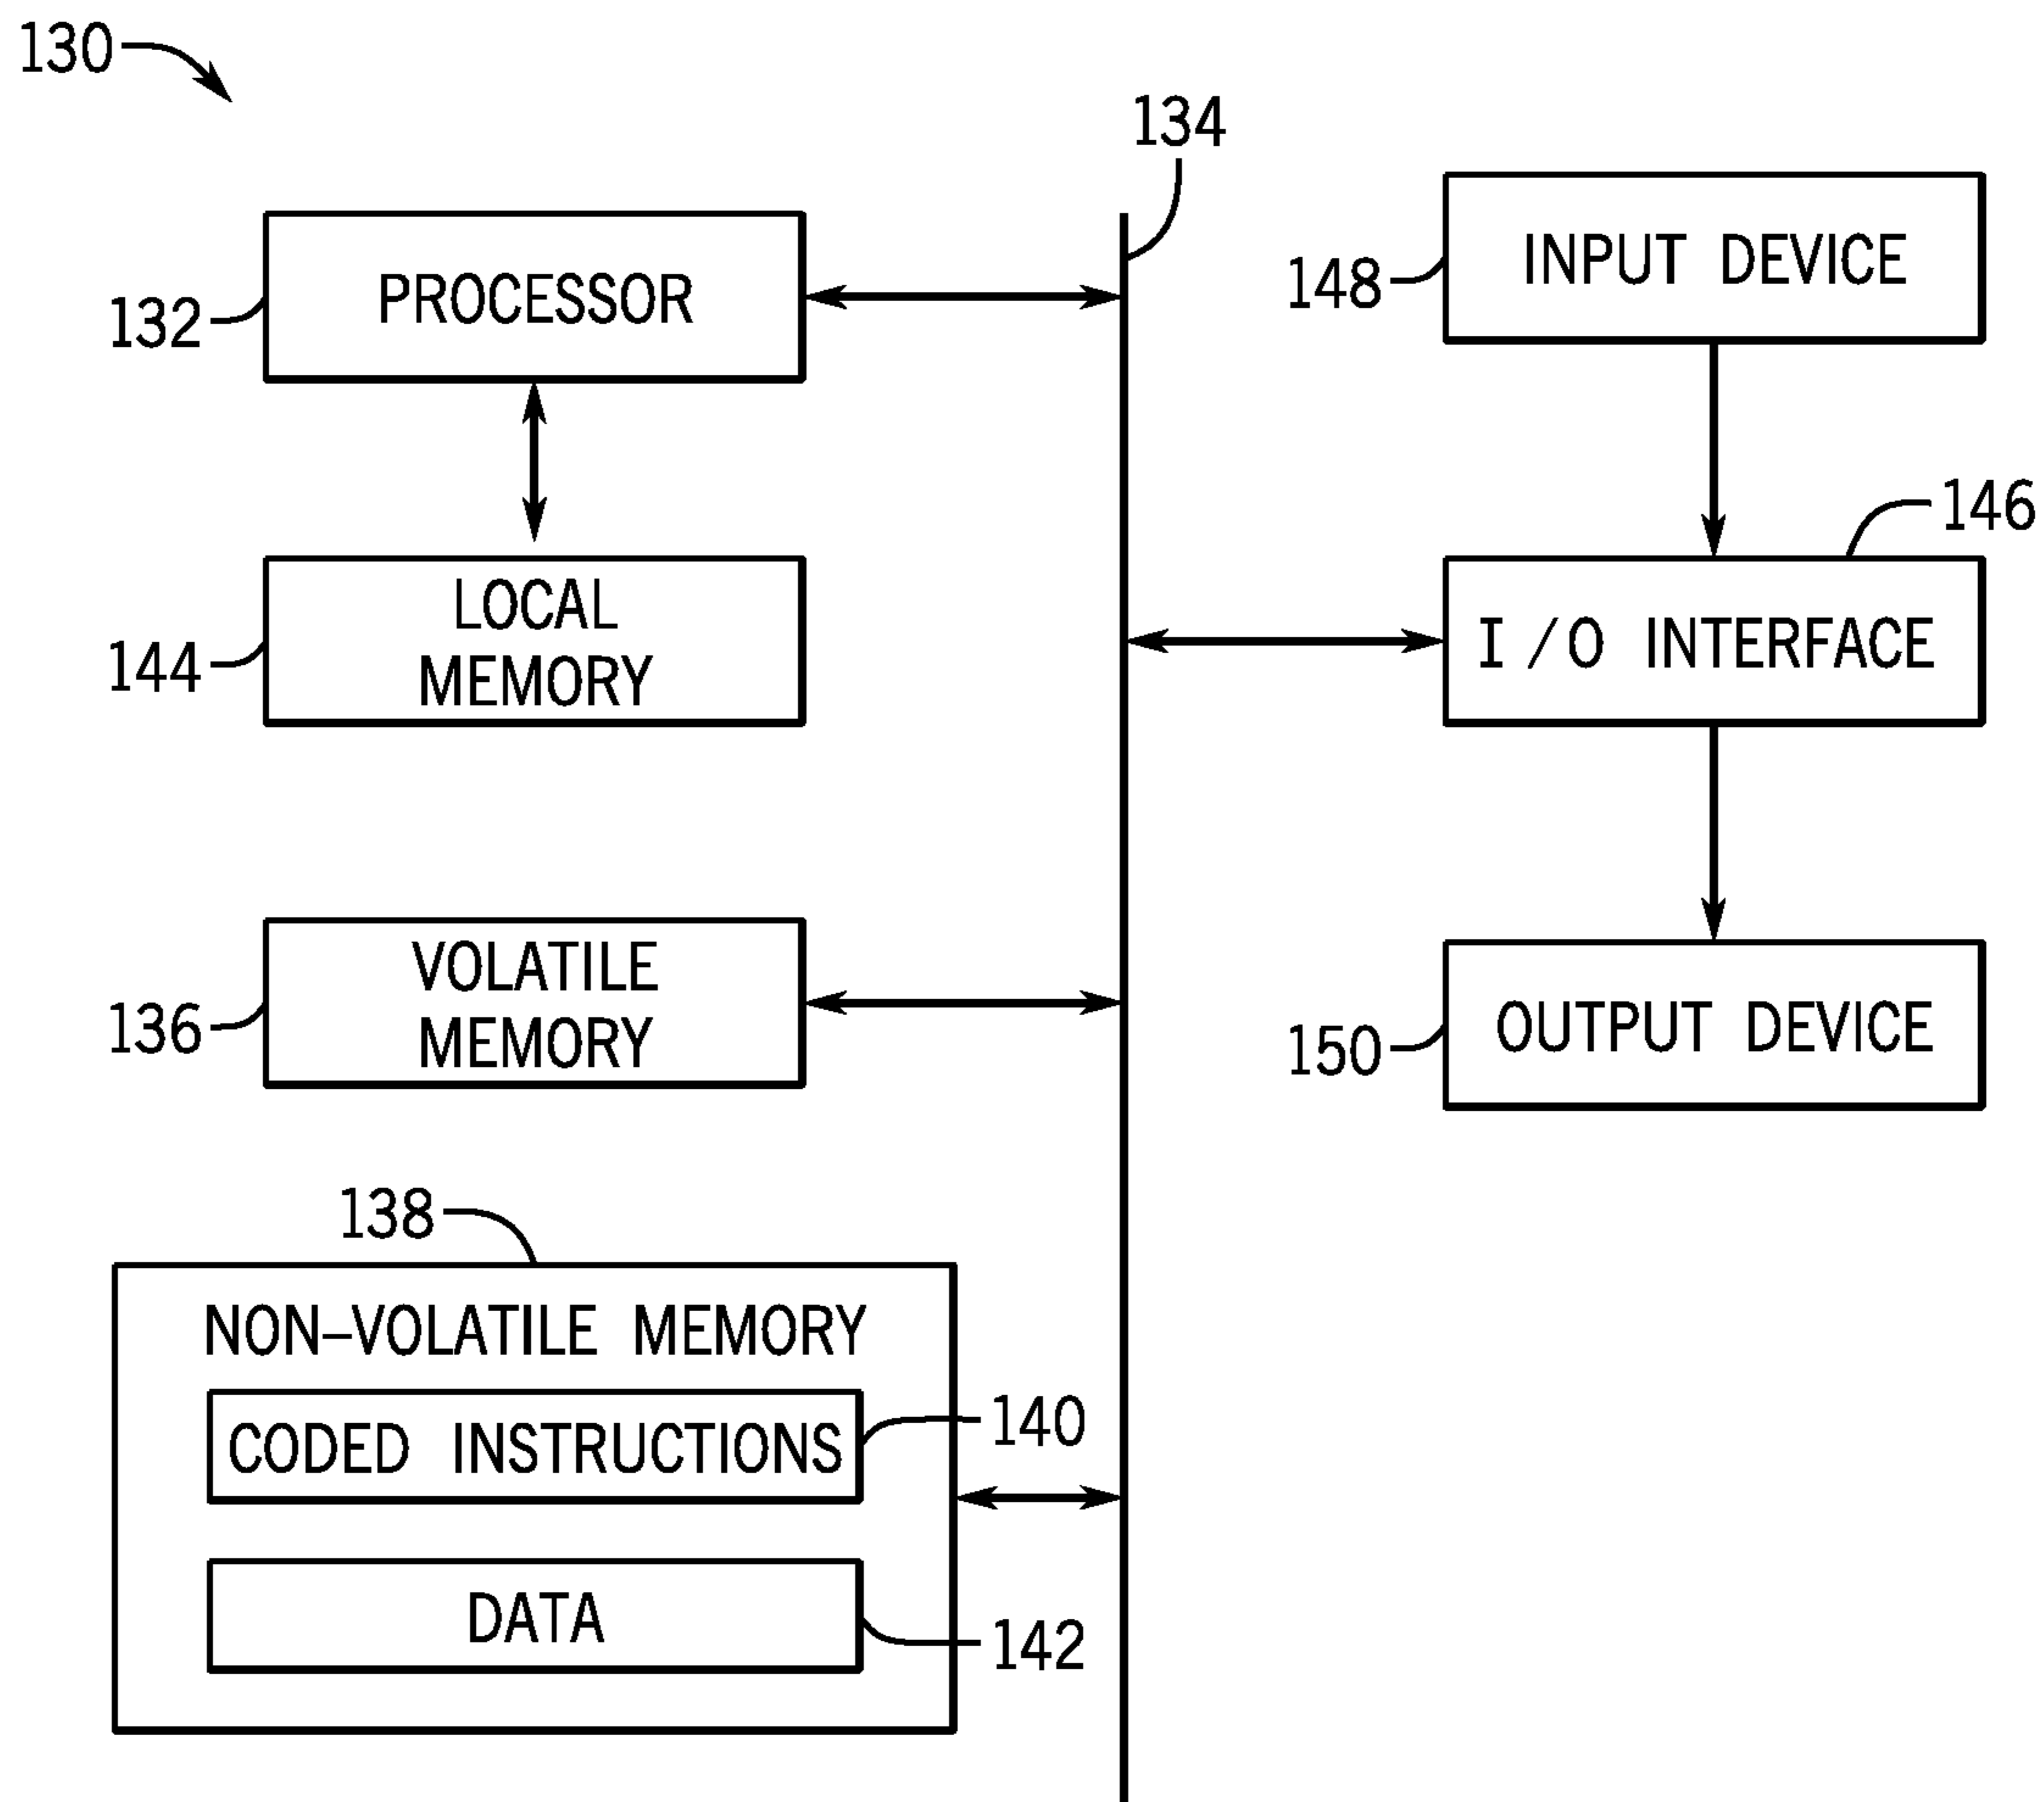 130
134
PROCESSOR
132
INPUT DEVICE
148
LOCAL
MEMORY
144
146
I/O INTERFACE
VOLATILE
MEMORY
136
OUTPUT DEVICE
150
138
NON-VOLATILE MEMORY
CODED INSTRUCTIONS
140
DATA
142